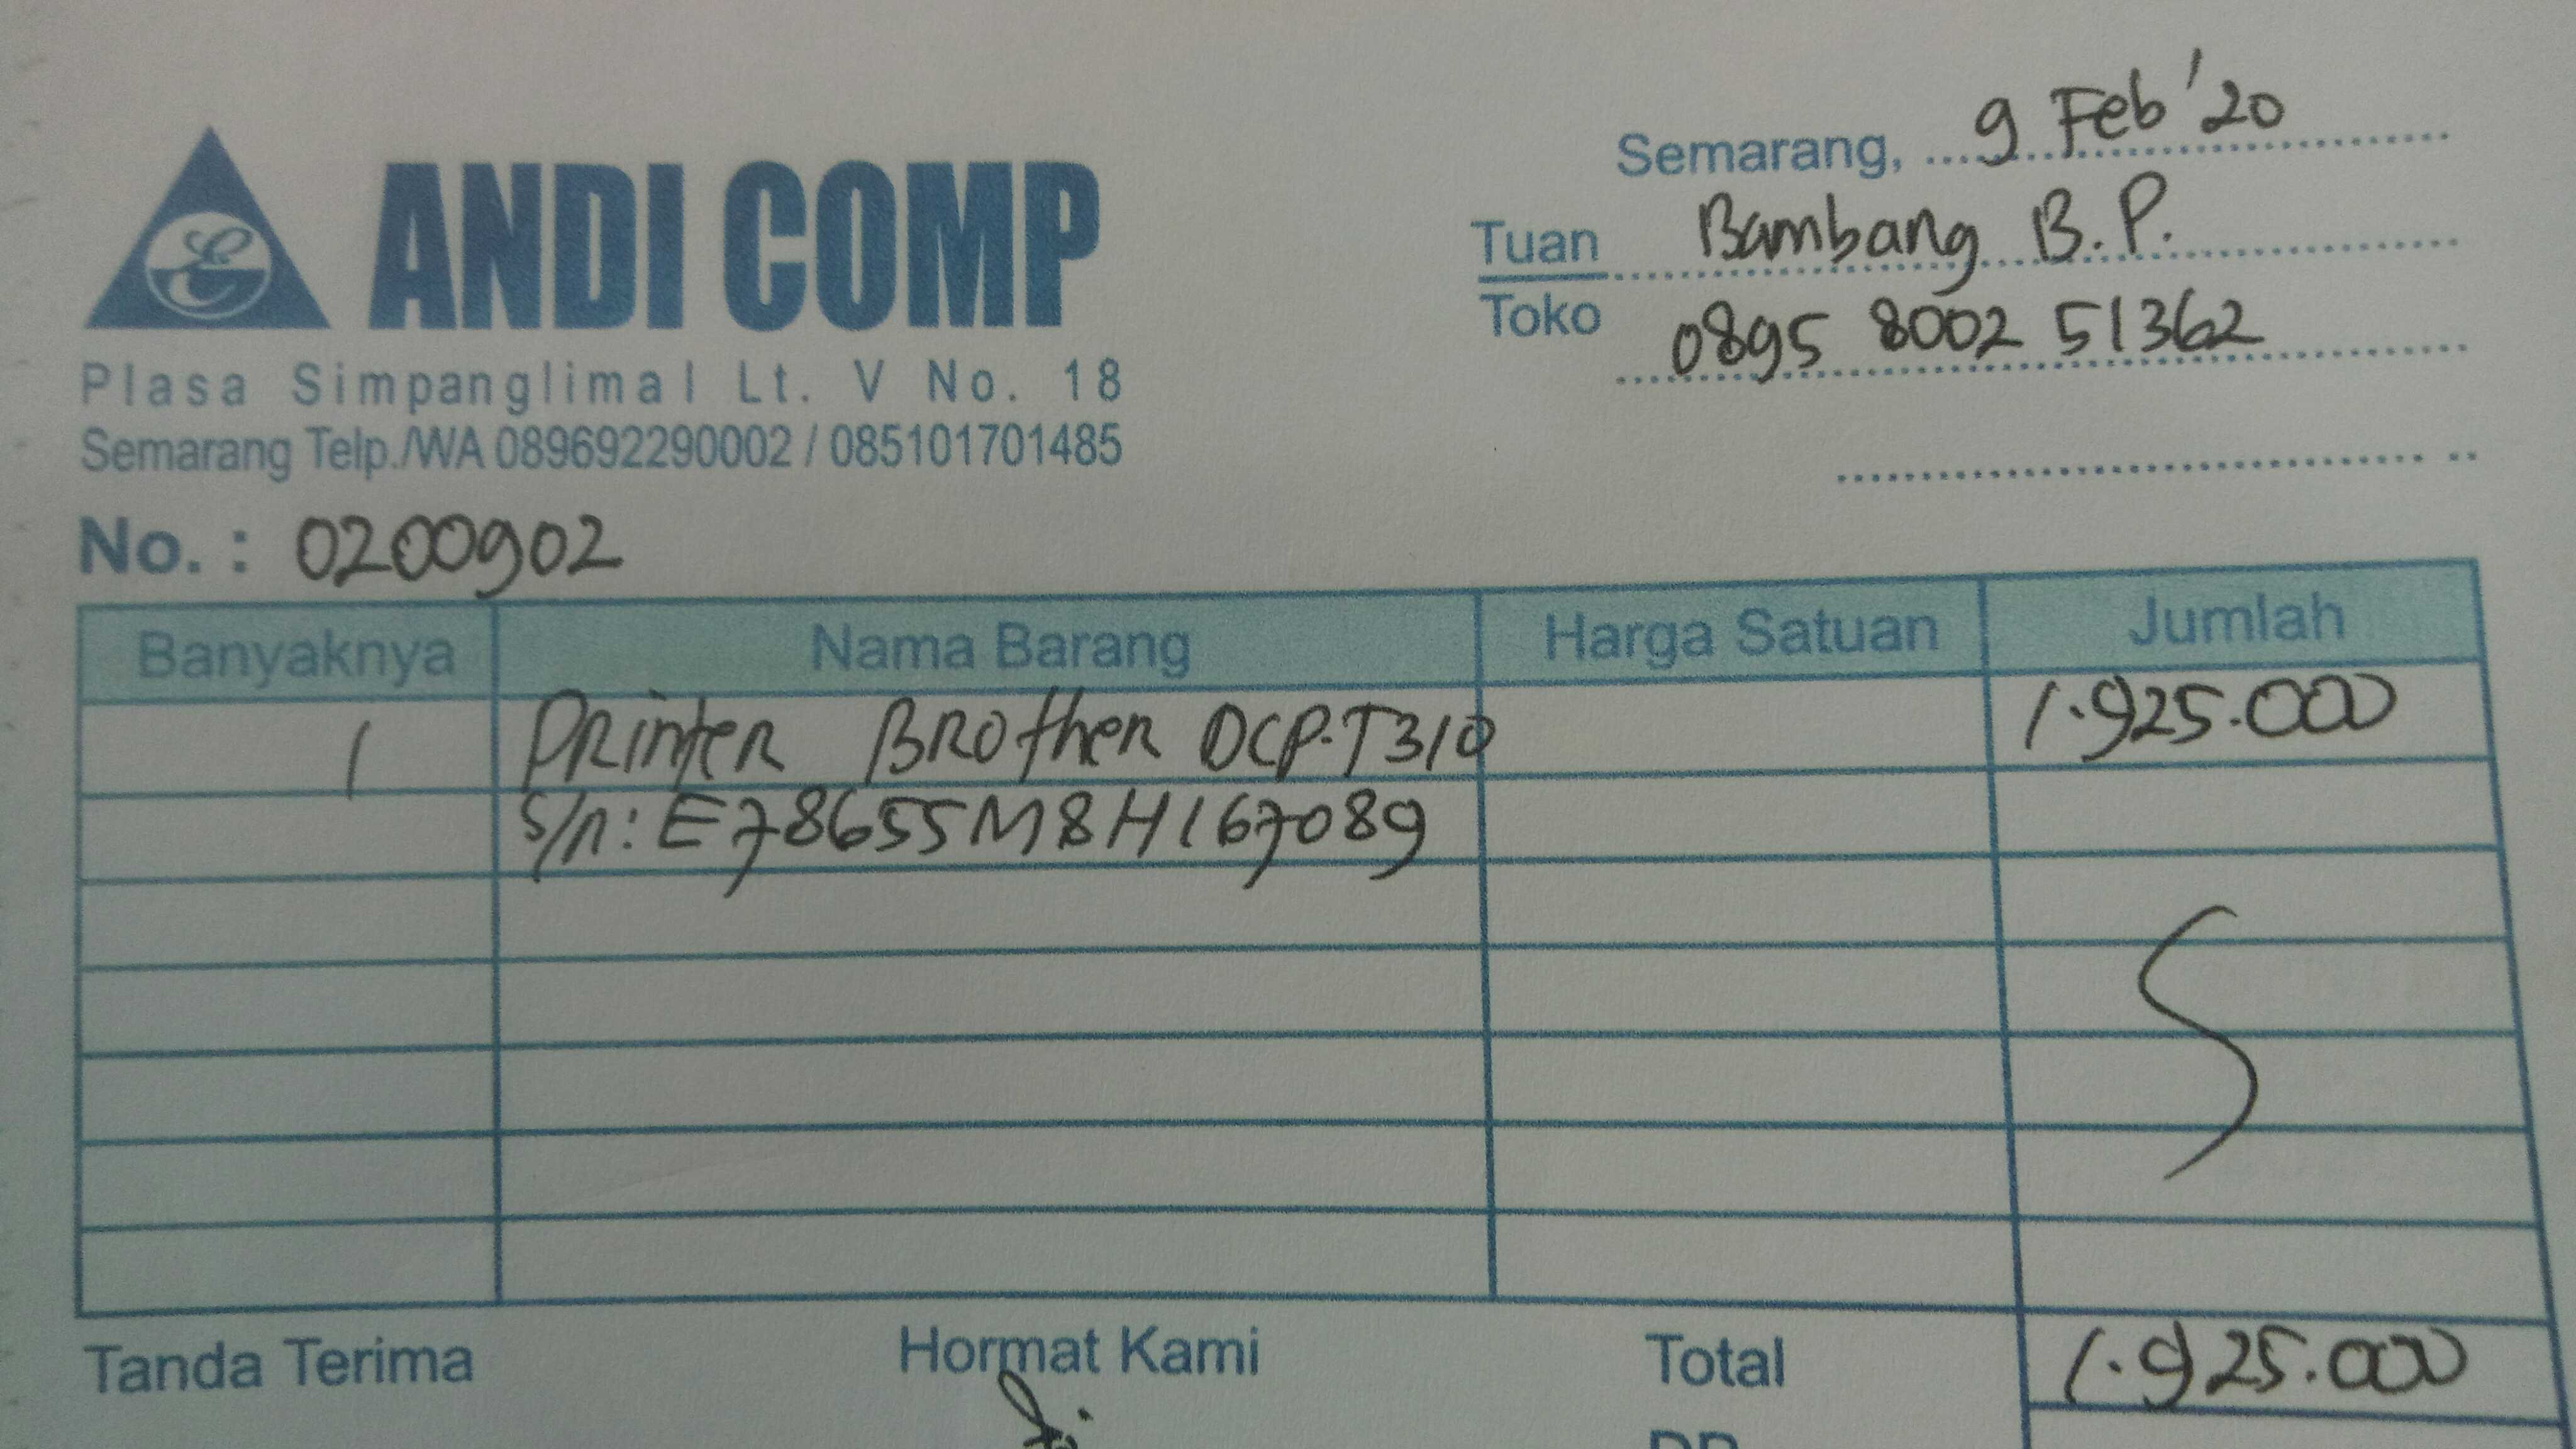 ANDI COMP
Plasa Simpanglimal Lt. V No. 18
Semarang Telp./WA 089692290002 / 085101701485
No. : 0200902
Semarang, 9 Feb '20
Tuan Bambang B.P.
Toko 0895 8002 51362
Banyaknya Nama Barang Harga Satuan Jumlah
1 Printer Brother DCP-T310 1.925.000
S/n: E78655M8H167089
Tanda Terima Hormat Kami Total 1.925.000